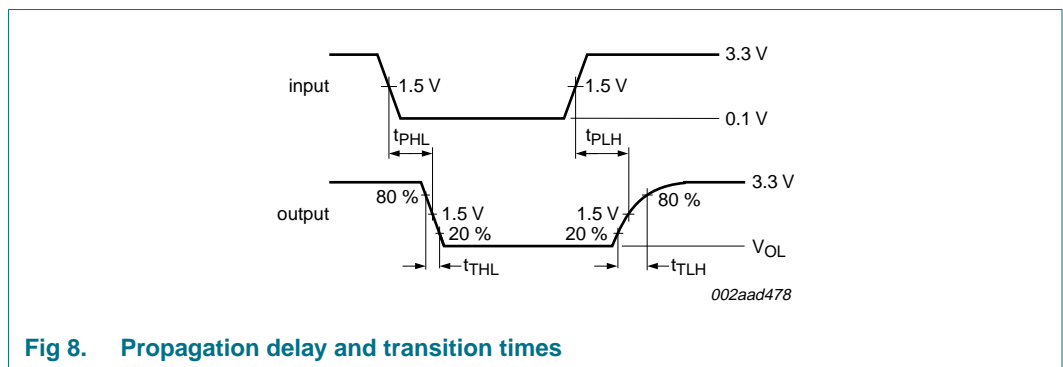 3.3 V
input
1.5 V
1.5 V
0.1 V
tPHL
tPLH
3.3 V
80 %
80 %
output
1.5 V
1.5 V
20 %
20 %
VOL
tTHL
tTLH
002aad478
Fig 8. Propagation delay and transition times